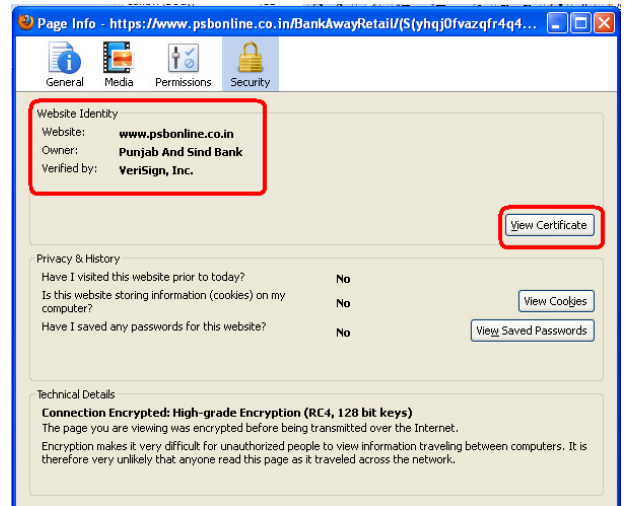 Page Info - https://www.psbonline.co.in/BankAwayRetail/(S(yhqj0fvazqfr4q4...
General Media Permissions Security
Website Identity
Website: www.psbonline.co.in
Owner: Punjab And Sind Bank
Verified by: VeriSign, Inc.
View Certificate
Privacy & History
Have I visited this website prior to today? No
Is this website storing information (cookies) on my
computer? No
View Cookies
Have I saved any passwords for this website? No
View Saved Passwords
Technical Details
Connection Encrypted: High-grade Encryption (RC4, 128 bit keys)
The page you are viewing was encrypted before being transmitted over the Internet.
Encryption makes it very difficult for unauthorized people to view information traveling between computers. It is
therefore very unlikely that anyone read this page as it traveled across the network.